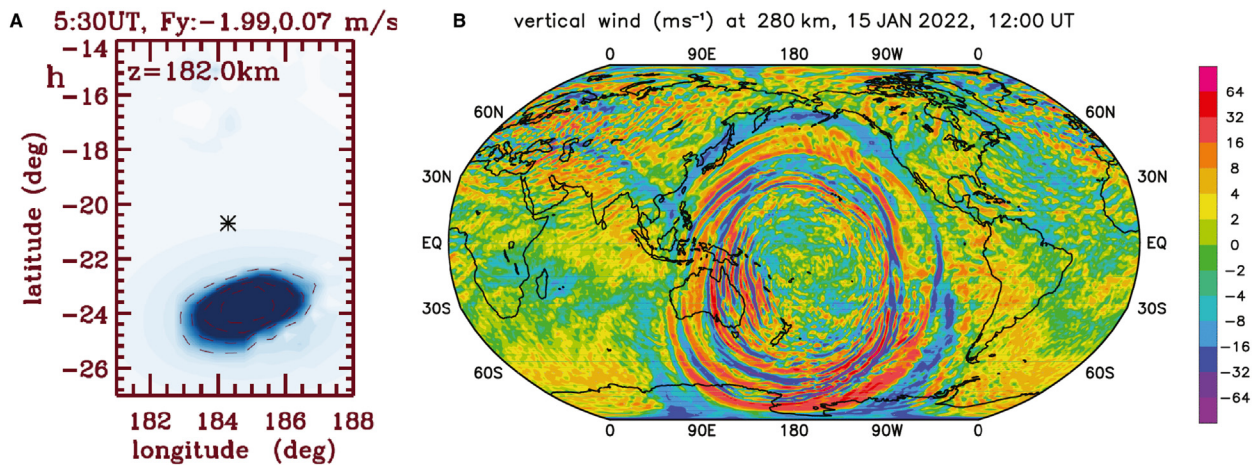 A
5:30UT, Fy:-1.99,0.07 m/s
h
z=182.0km
-14
-16
-18
-20
-22
-24
-26
latitude (deg)
182 184 186 188
longitude (deg)
B
vertical wind (ms⁻¹) at 280 km, 15 JAN 2022, 12:00 UT
0 90E 180 90W 0
60N 60N
30N 30N
EQ EQ
30S 30S
60S 60S
0 90E 180 90W 0
64
32
16
8
4
2
0
-2
-4
-8
-16
-32
-64